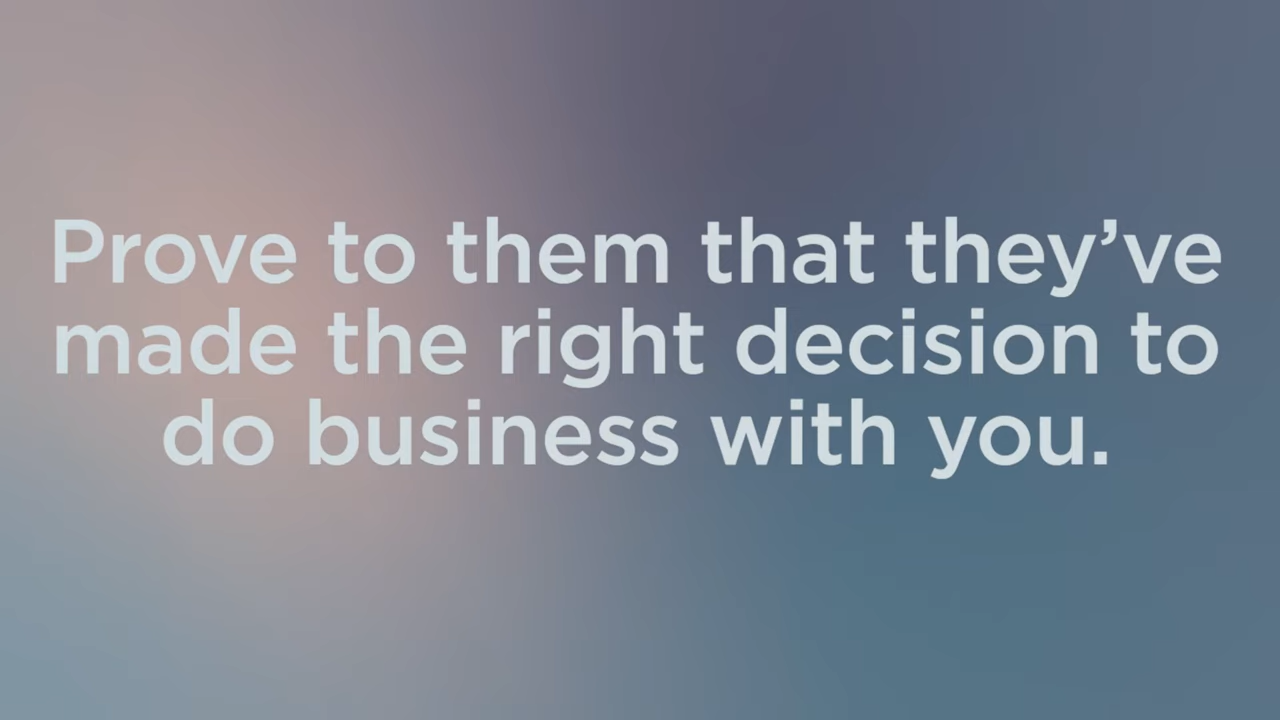 Prove to them that they’ve
made the right decision to
do business with you.